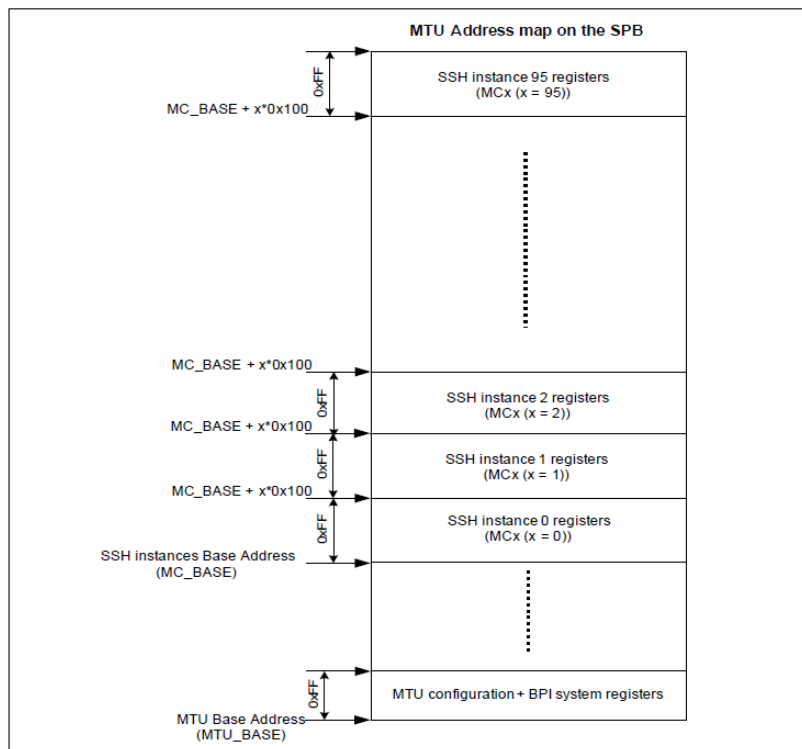 MTU Address map on the SPB
0xFF
SSH instance 95 registers
(MCx (x = 95))
MC_BASE + x*0x100
MC_BASE + x*0x100
0xFF
SSH instance 2 registers
(MCx (x = 2))
MC_BASE + x*0x100
0xFF
SSH instance 1 registers
(MCx (x = 1))
MC_BASE + x*0x100
0xFF
SSH instance 0 registers
(MCx (x = 0))
SSH instances Base Address
(MC_BASE)
0xFF
MTU configuration + BPI system registers
MTU Base Address
(MTU_BASE)